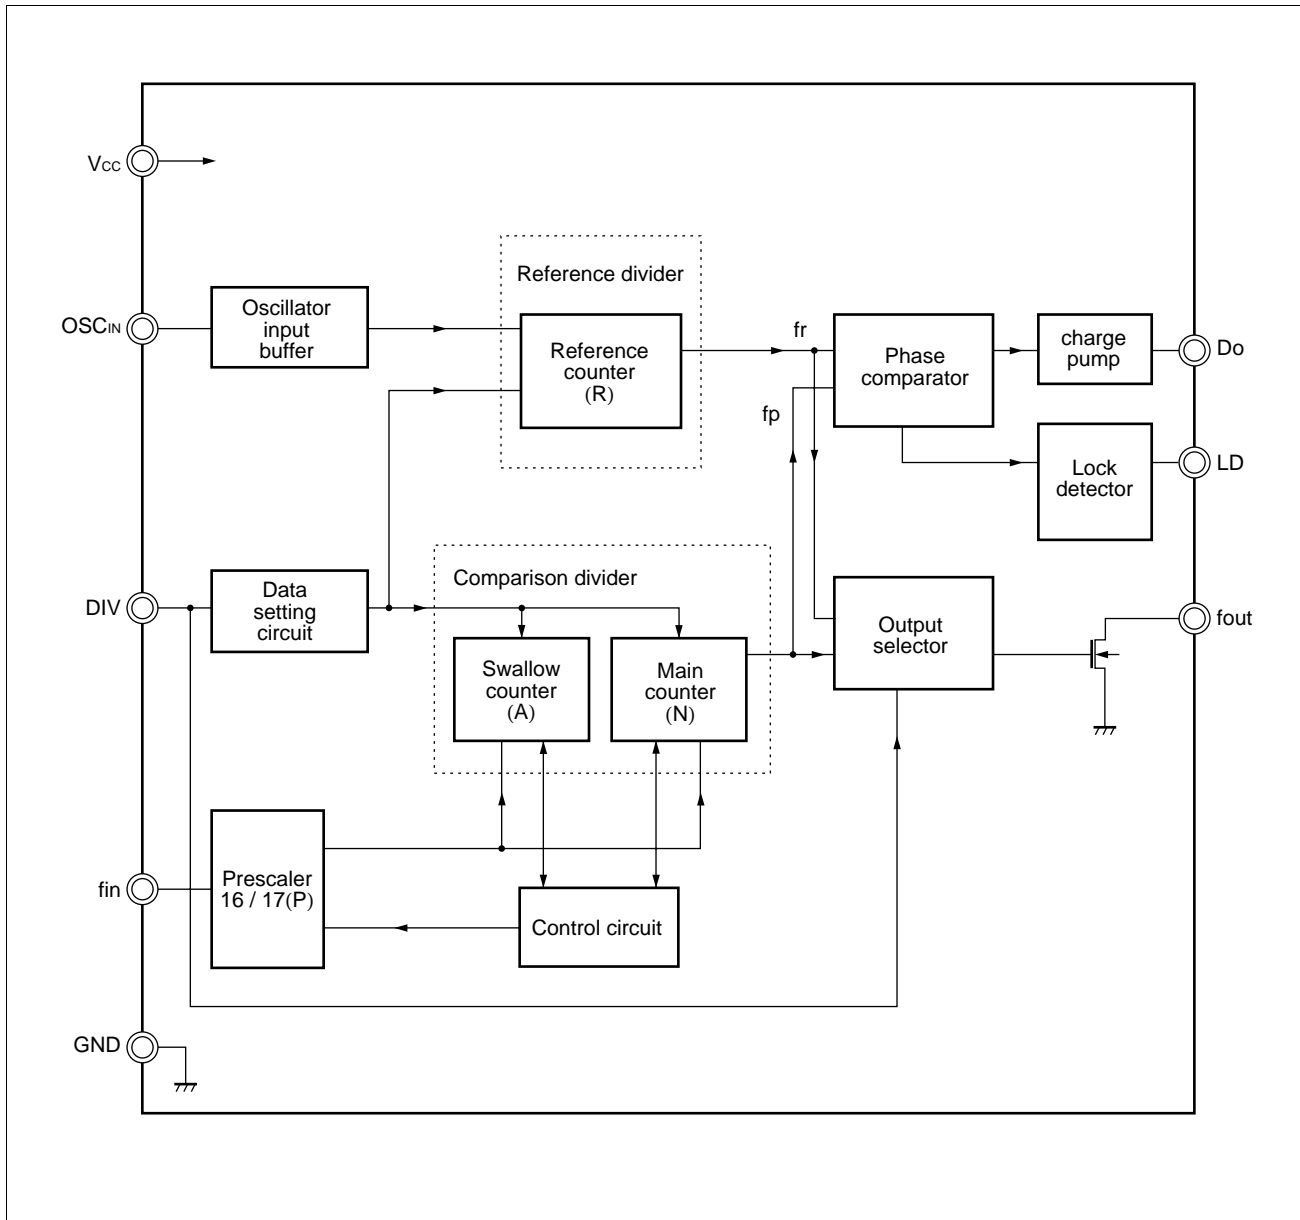 VCC
OSCIN
Oscillator
input
buffer
Reference divider
Reference
counter
(R)
fr
fp
Phase
comparator
charge
pump
Do
Lock
detector
LD
DIV
Data
setting
circuit
Comparison divider
Swallow
counter
(A)
Main
counter
(N)
Output
selector
fout
fin
Prescaler
16 / 17(P)
Control circuit
GND